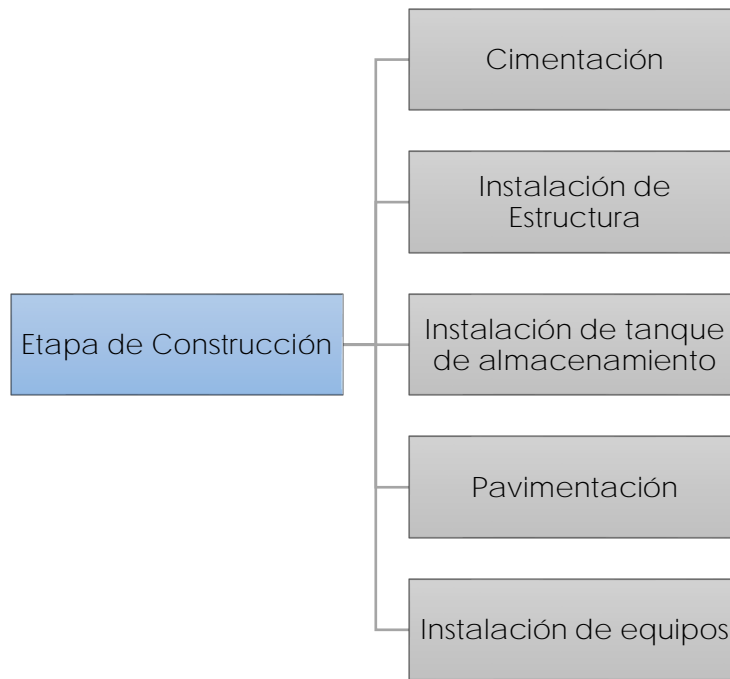 Cimentación
Instalación de
Estructura
Etapa de Construcción
Instalación de tanque
de almacenamiento
Pavimentación
Instalación de equipos